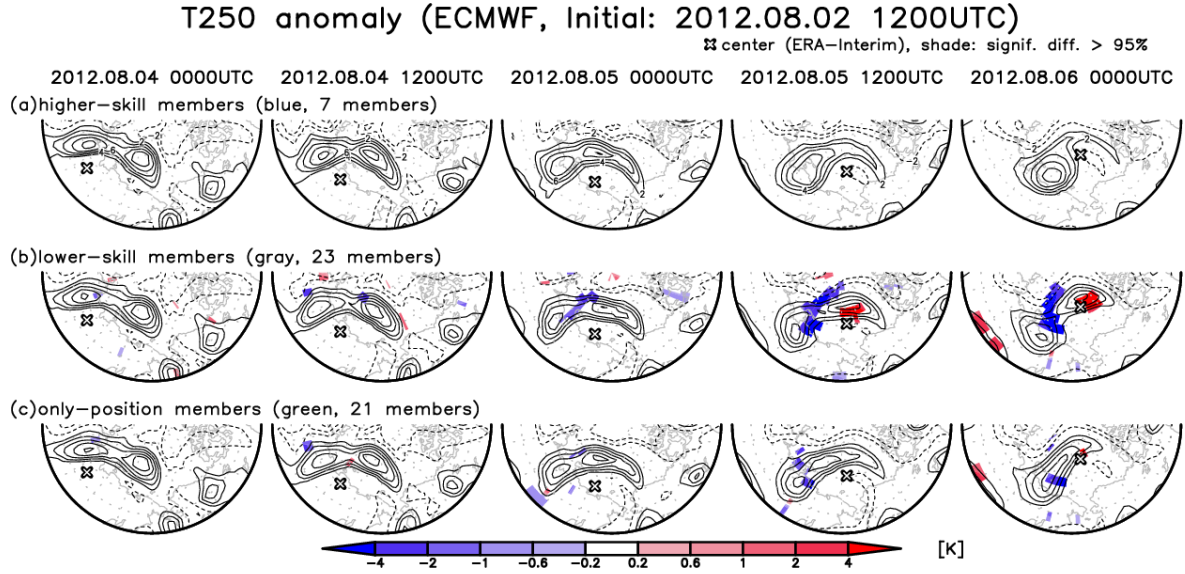 T250 anomaly (ECMWF, Initial: 2012.08.02 1200UTC)
center (ERA-Interim), shade: signif. diff. > 95%
2012.08.04 0000UTC 2012.08.04 1200UTC 2012.08.05 0000UTC 2012.08.05 1200UTC 2012.08.06 0000UTC
(a)higher-skill members (blue, 7 members)
(b)lower-skill members (gray, 23 members)
(c)only-position members (green, 21 members)
-4 -2 -1 -0.6 -0.2 0.2 0.6 1 2 4 [K]